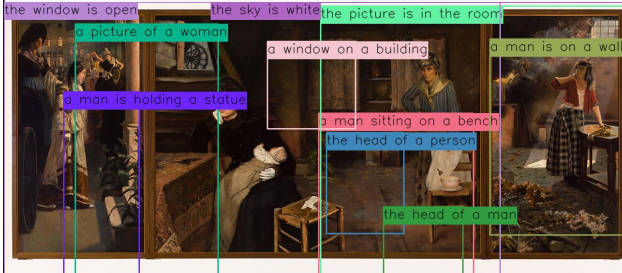 the window is open
the sky is white
the picture is in the room
a picture of a woman
a window on a building
a man is on a wall
a man is holding a statue
a man sitting on a bench
the head of a person
the head of a man